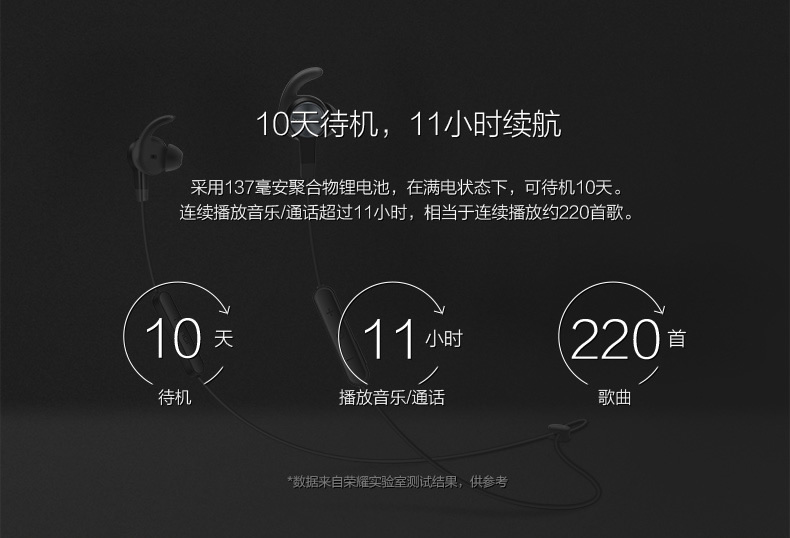 10天待机，11小时续航
采用137毫安聚合物锂电池，在满电状态下，可待机10天。
连续播放音乐/通话超过11小时，相当于连续播放约220首歌。
10 天
待机
11 小时
播放音乐/通话
220 首
歌曲
*数据来自荣耀实验室测试结果，供参考